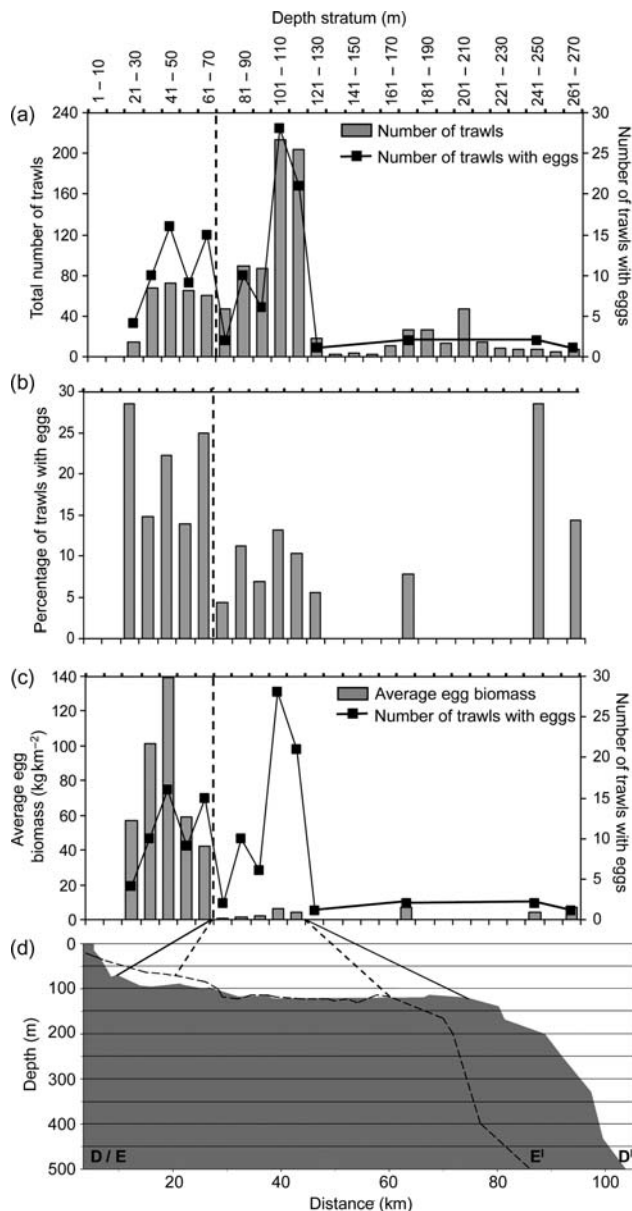 Depth stratum (m)
1 – 10
21 – 30
41 – 50
61 – 70
81 – 90
101 – 110
121 – 130
141 – 150
161 – 170
181 – 190
201 – 210
221 – 230
241 – 250
261 – 270
(a)
240
200
160
120
80
40
0
Total number of trawls
Number of trawls
Number of trawls with eggs
30
25
20
15
10
5
0
Number of trawls
with eggs
(b)
30
25
20
15
10
5
0
Percentage of trawls with eggs
(c)
140
120
100
80
60
40
20
0
Average egg
biomass (kg km⁻²)
Average egg biomass
Number of trawls with eggs
30
25
20
15
10
5
0
Number of trawls
with eggs
(d)
0
100
200
300
400
500
Depth (m)
D / E
Eᴵ
Dᴵ
20
40
60
80
100
Distance (km)